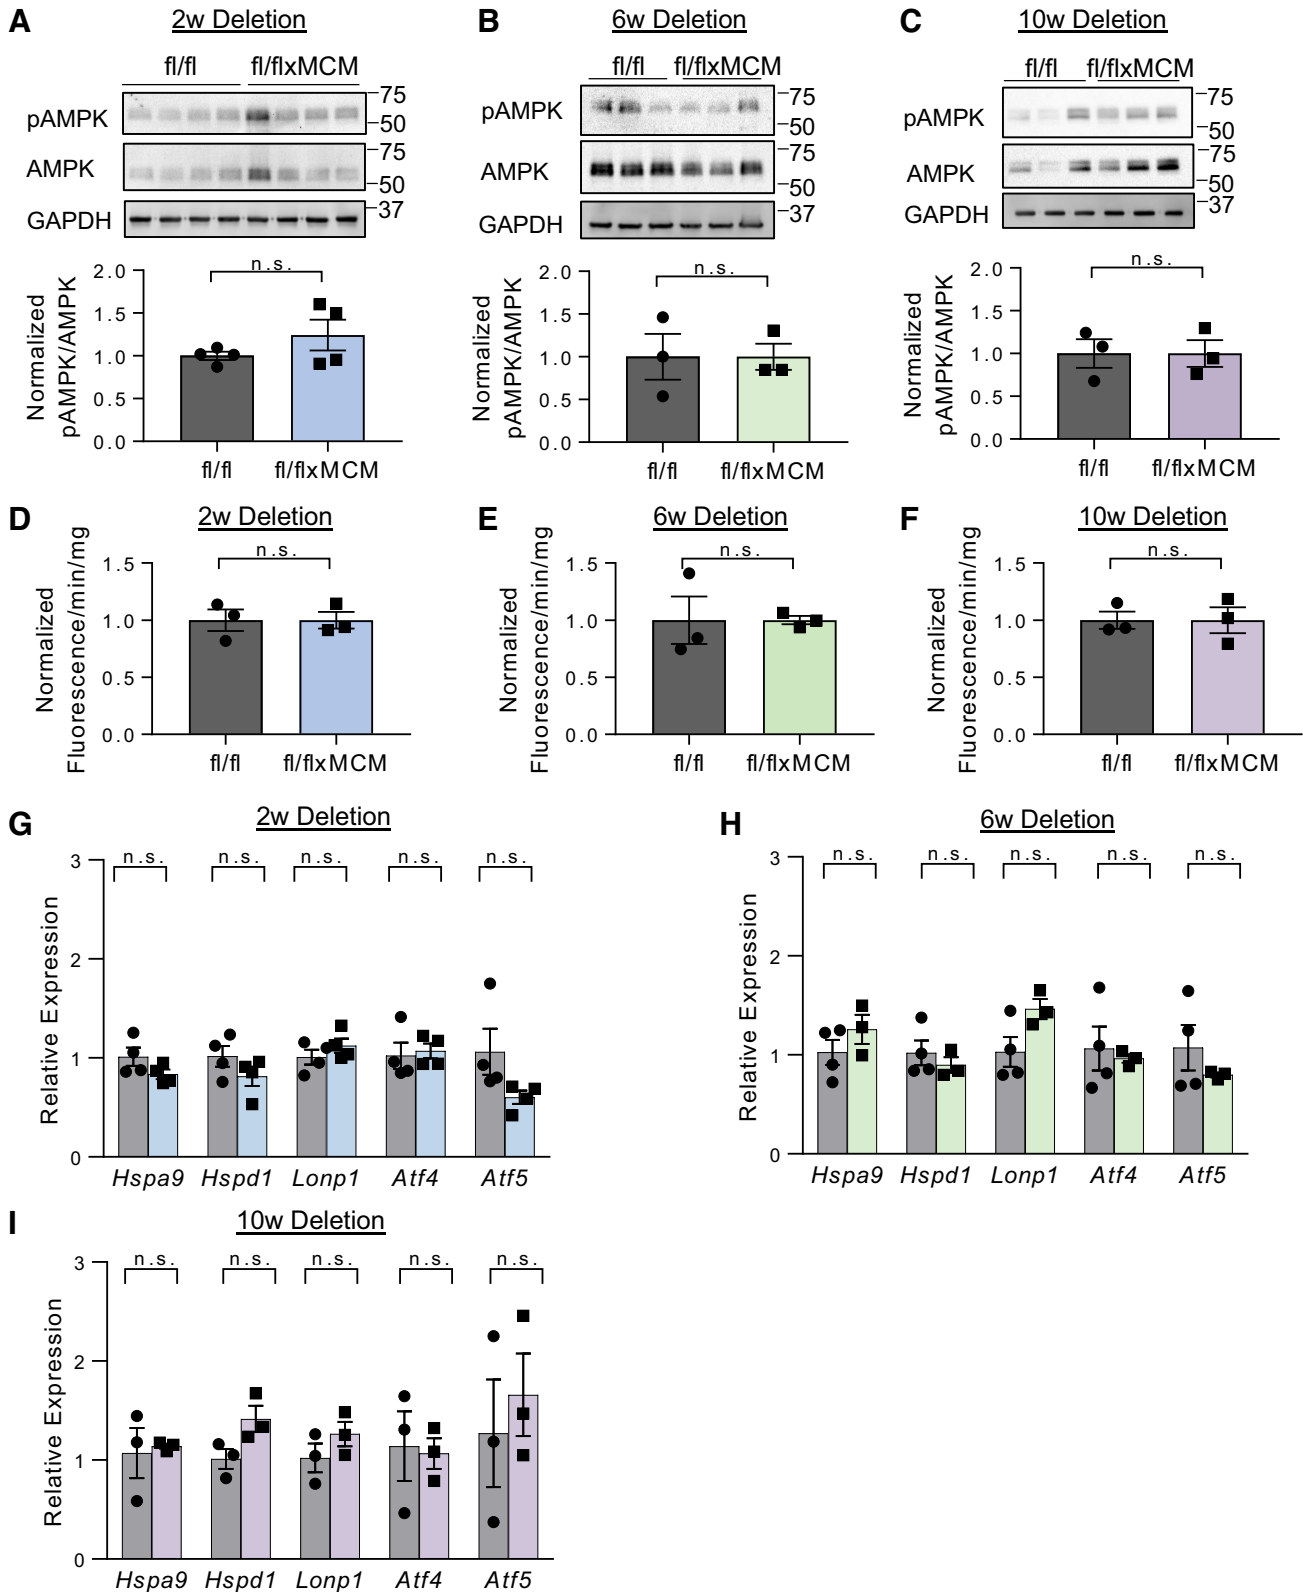 A
2w Deletion
fl/fl fl/flxMCM
pAMPK
75
50
AMPK
75
50
GAPDH
37
n.s.
Normalized
pAMPK/AMPK
2.0
1.5
1.0
0.5
0.0
fl/fl fl/flxMCM
B
6w Deletion
fl/fl fl/flxMCM
pAMPK
75
50
AMPK
75
50
GAPDH
37
n.s.
Normalized
pAMPK/AMPK
2.0
1.5
1.0
0.5
0.0
fl/fl fl/flxMCM
C
10w Deletion
fl/fl fl/flxMCM
pAMPK
75
50
AMPK
75
50
GAPDH
37
n.s.
Normalized
pAMPK/AMPK
2.0
1.5
1.0
0.5
0.0
fl/fl fl/flxMCM
D
2w Deletion
n.s.
Normalized
Fluorescence/min/mg
1.5
1.0
0.5
0.0
fl/fl fl/flxMCM
E
6w Deletion
n.s.
Normalized
Fluorescence/min/mg
1.5
1.0
0.5
0.0
fl/fl fl/flxMCM
F
10w Deletion
n.s.
Normalized
Fluorescence/min/mg
1.5
1.0
0.5
0.0
fl/fl fl/flxMCM
G
2w Deletion
n.s. n.s. n.s. n.s. n.s.
Relative Expression
3
2
1
0
Hspa9 Hspd1 Lonp1 Atf4 Atf5
H
6w Deletion
n.s. n.s. n.s. n.s. n.s.
Relative Expression
3
2
1
0
Hspa9 Hspd1 Lonp1 Atf4 Atf5
I
10w Deletion
n.s. n.s. n.s. n.s. n.s.
Relative Expression
3
2
1
0
Hspa9 Hspd1 Lonp1 Atf4 Atf5